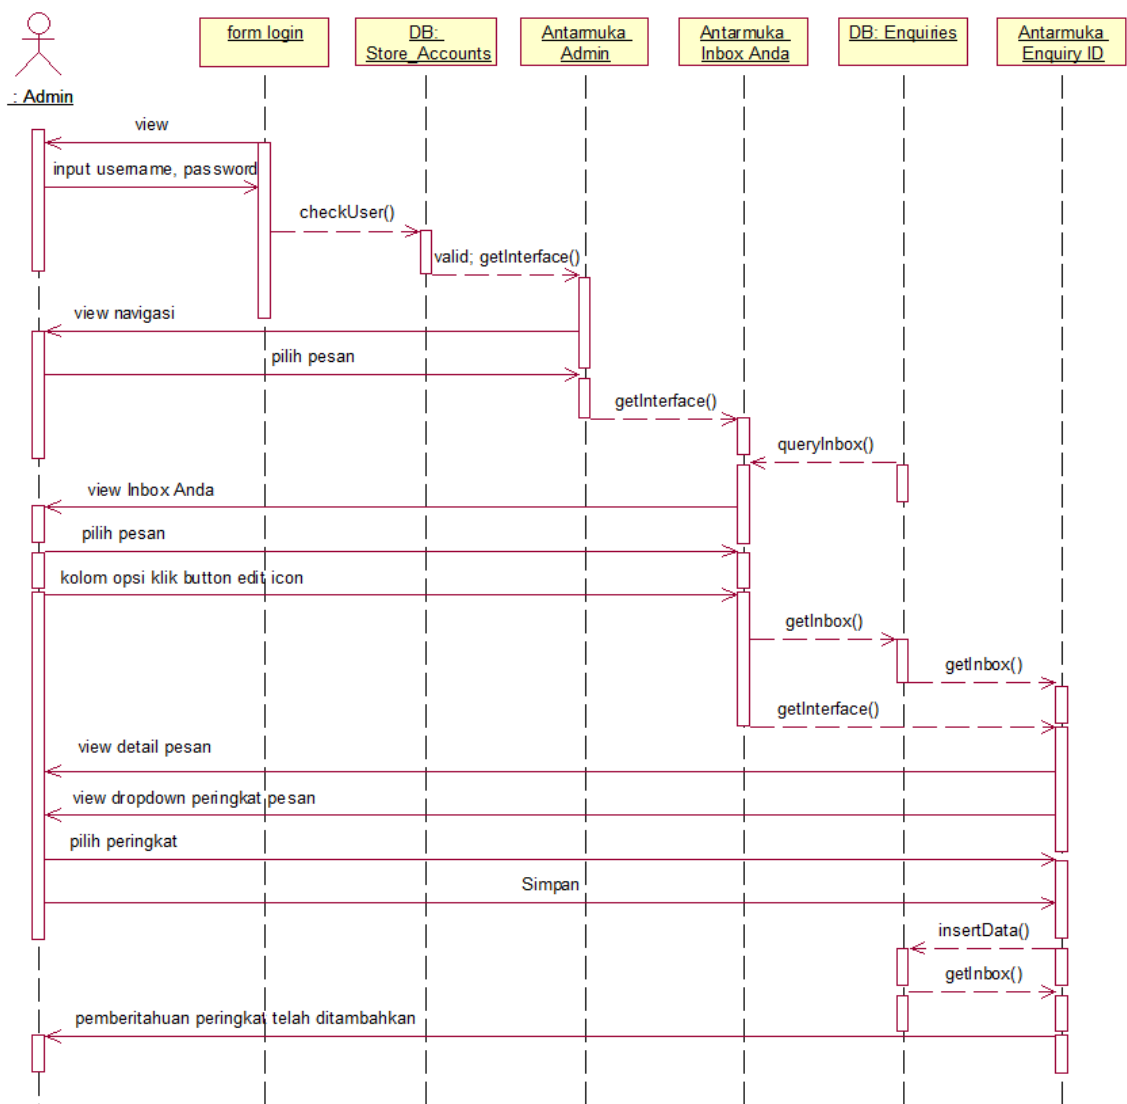 form login
DB:
Store_Accounts
Antarmuka
Admin
Antarmuka
Inbox Anda
DB: Enquiries
Antarmuka
Enquiry ID
: Admin
view
input username, password
checkUser()
valid; getInterface()
view navigasi
pilih pesan
getInterface()
queryInbox()
view Inbox Anda
pilih pesan
kolom opsi klik button edit icon
getInbox()
getInbox()
getInterface()
view detail pesan
view dropdown peringkat pesan
pilih peringkat
Simpan
insertData()
getInbox()
pemberitahuan peringkat telah ditambahkan